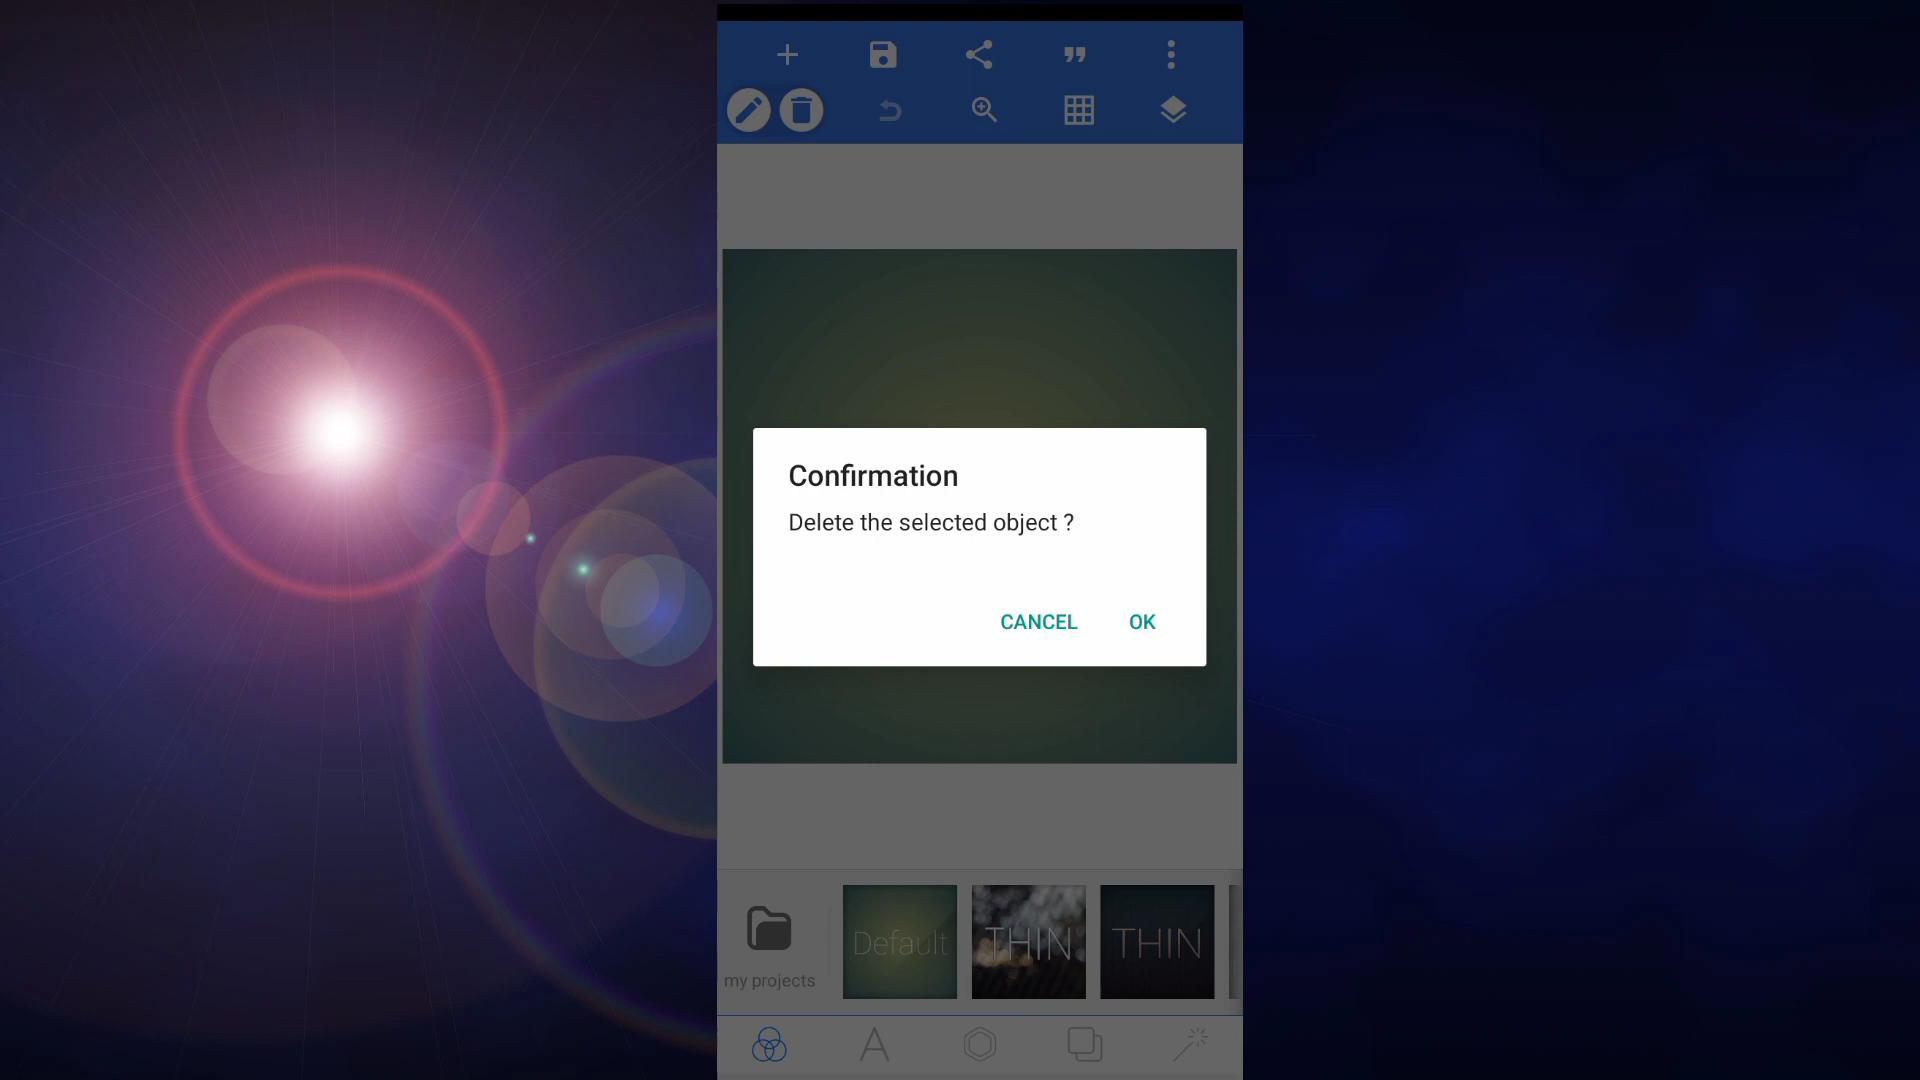 Confirmation
Delete the selected object ?
CANCEL OK
my projects
Default
THIN
THIN